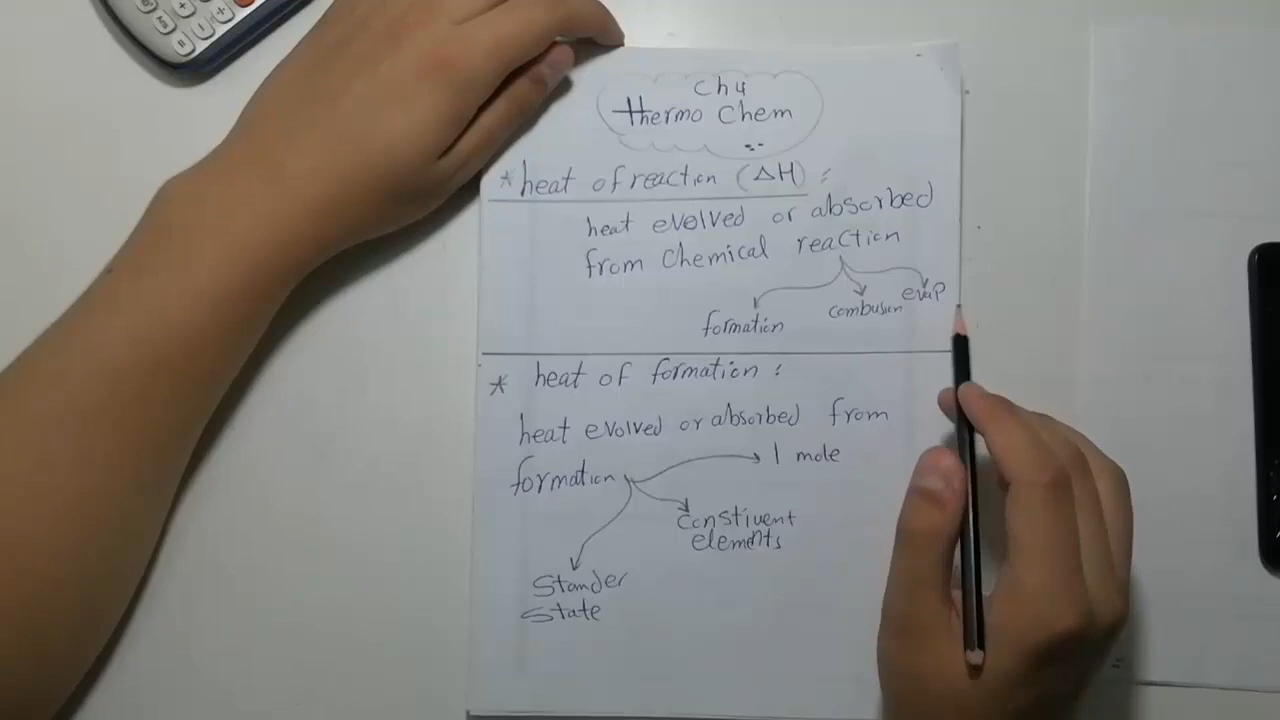 Ch4
thermo Chem
* heat of reaction (ΔH) :
heat evolved or absorbed
from Chemical reaction
formation combusion evap
* heat of formation :
heat evolved or absorbed from
formation 1 mole
Constiuent
elements
Stander
State